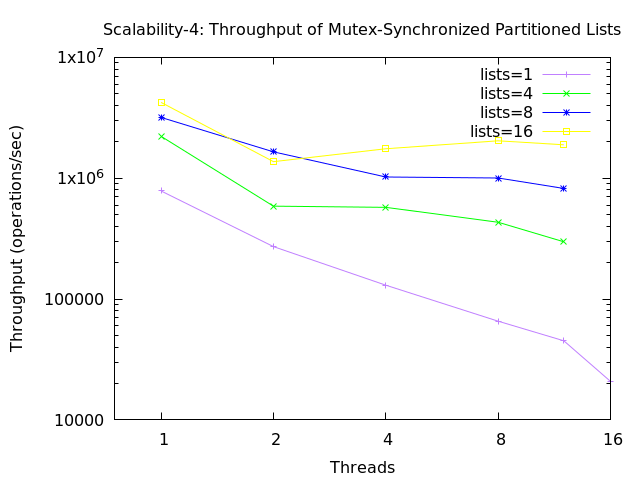 Scalability-4: Throughput of Mutex-Synchronized Partitioned Lists
1x10^7
1x10^6
100000
10000
Throughput (operations/sec)
lists=1
lists=4
lists=8
lists=16
1 2 4 8 16
Threads